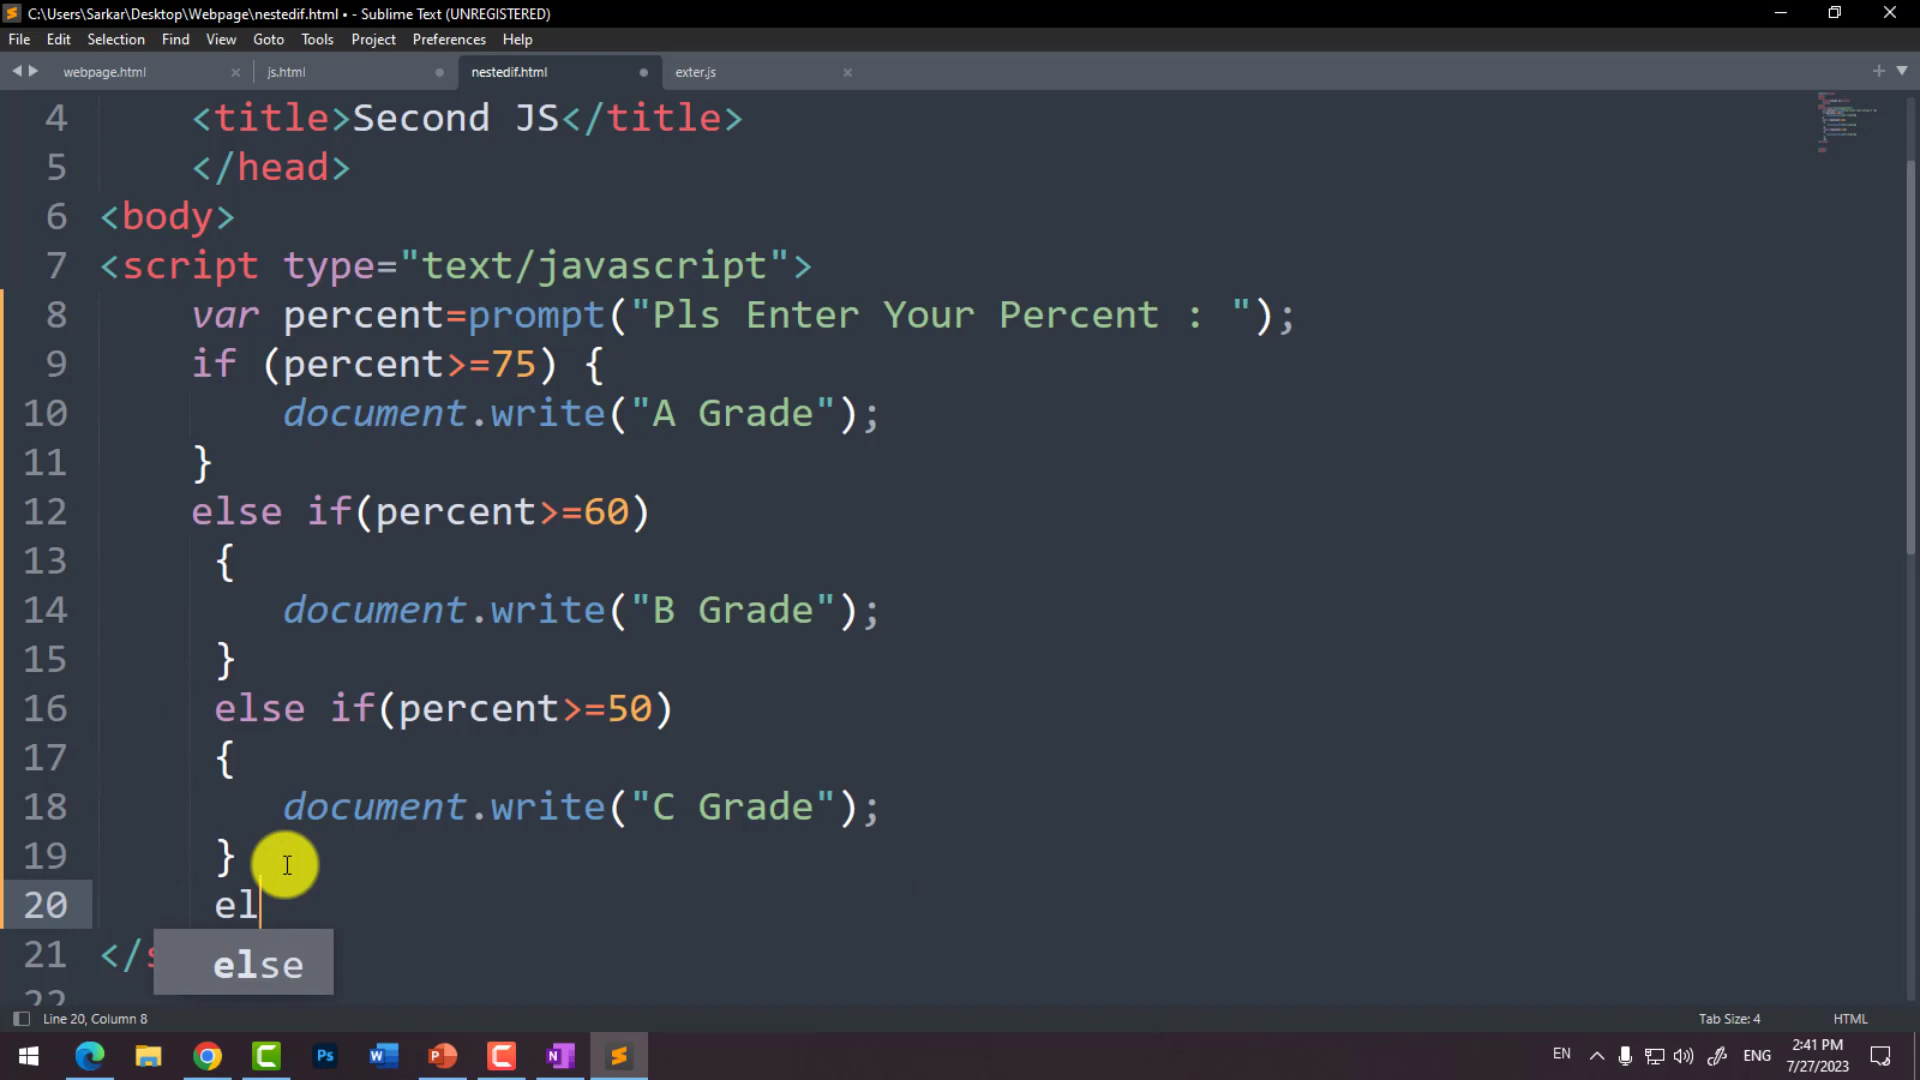 C:\Users\Sarkar\Desktop\Webpage\nestedif.html • - Sublime Text (UNREGISTERED)
File Edit Selection Find View Goto Tools Project Preferences Help
webpage.html js.html nestedif.html exter.js
4 <title>Second JS</title>
5 </head>
6 <body>
7 <script type="text/javascript">
8 var percent=prompt("Pls Enter Your Percent : ");
9 if (percent>=75) {
10 document.write("A Grade");
11 }
12 else if(percent>=60)
13 {
14 document.write("B Grade");
15 }
16 else if(percent>=50)
17 {
18 document.write("C Grade");
19 }
20 el
21 </s
else
22
Line 20, Column 8 Tab Size: 4 HTML
EN ENG 2:41 PM
7/27/2023